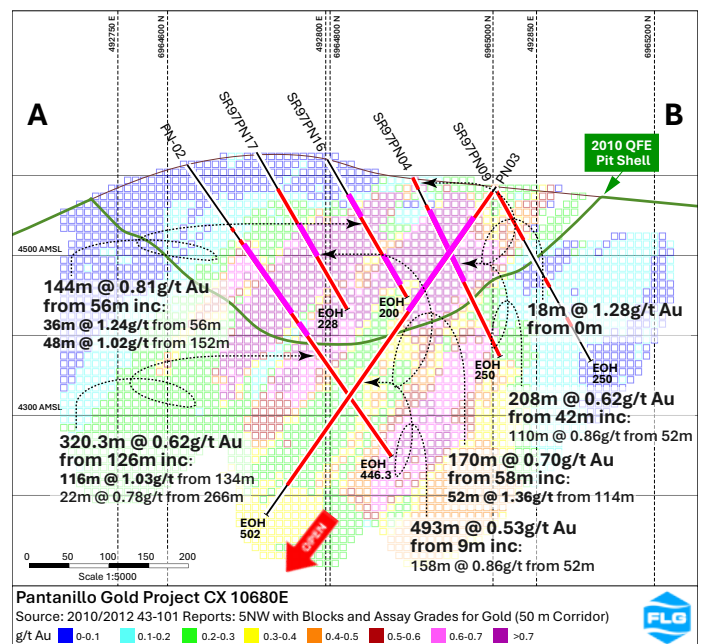 492750 E
6964600 N
492800 E
6964800 N
6965000 N
492850 E
6965200 N
A
B
PN-02
SR97PN17
SR97PN16
SR97PN04
SR97PN09
PN03
2010 QFE
Pit Shell
4500 AMSL
144m @ 0.81g/t Au
from 56m inc:
36m @ 1.24g/t from 56m
48m @ 1.02g/t from 152m
EOH
228
EOH
200
18m @ 1.28g/t Au
from 0m
EOH
250
EOH
250
208m @ 0.62g/t Au
from 42m inc:
110m @ 0.86g/t from 52m
4300 AMSL
320.3m @ 0.62g/t Au
from 126m inc:
116m @ 1.03g/t from 134m
22m @ 0.78g/t from 266m
EOH
446.3
170m @ 0.70g/t Au
from 58m inc:
52m @ 1.36g/t from 114m
EOH
502
493m @ 0.53g/t Au
from 9m inc:
158m @ 0.86g/t from 52m
OPEN
0 50 100 150 200
Scale 1:5000
Pantanillo Gold Project CX 10680E
Source: 2010/2012 43-101 Reports: 5NW with Blocks and Assay Grades for Gold (50 m Corridor)
g/t Au 0-0.1 0.1-0.2 0.2-0.3 0.3-0.4 0.4-0.5 0.5-0.6 0.6-0.7 >0.7
FLG